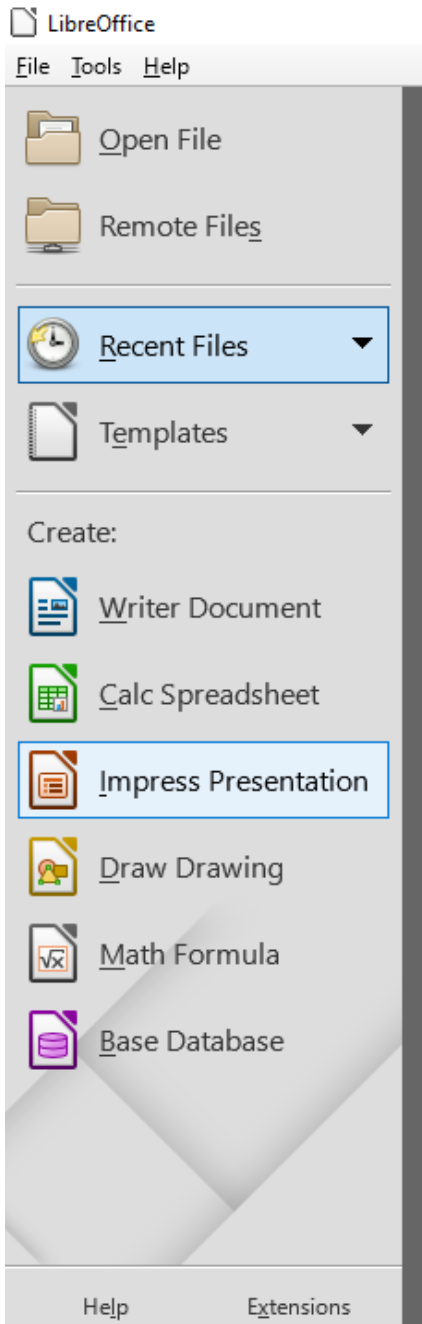 LibreOffice
File Tools Help
Open File
Remote Files
Recent Files
Templates
Create:
Writer Document
Calc Spreadsheet
Impress Presentation
Draw Drawing
√x
Math Formula
Base Database
Help Extensions